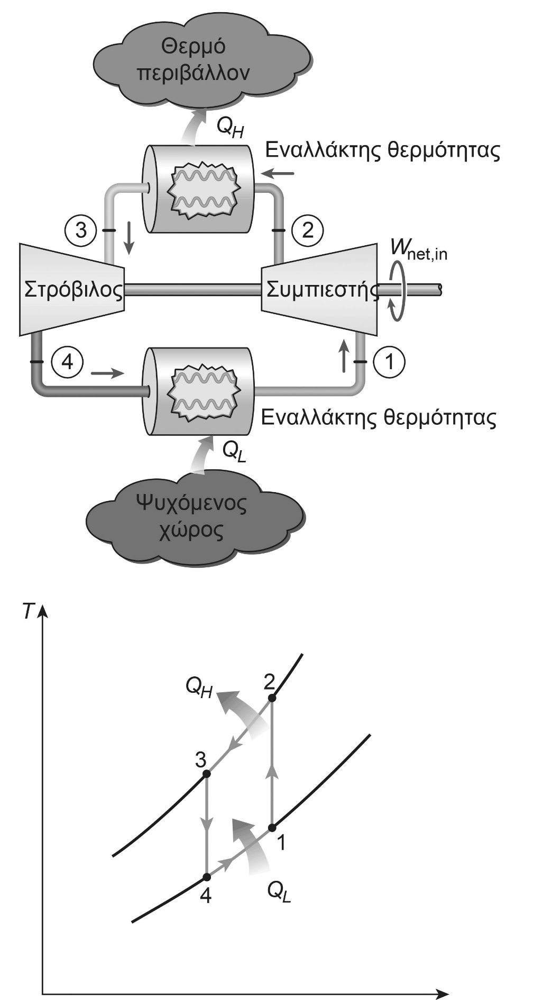 Θερμό
περιβάλλον
Q_H
Εναλλάκτης θερμότητας
3
2
W_net,in
Στρόβιλος
Συμπιεστής
4
1
Εναλλάκτης θερμότητας
Q_L
Ψυχόμενος
χώρος
T
2
Q_H
3
1
Q_L
4